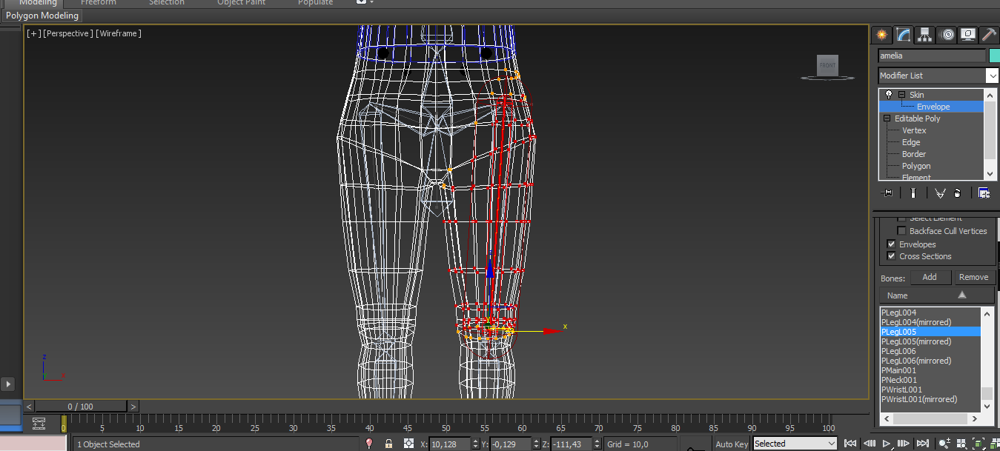 Modeling Freeform Selection Object Paint Populate
Polygon Modeling
[+] [Perspective] [Wireframe]
FRONT
amelia
Modifier List
Skin
Envelope
Editable Poly
Vertex
Edge
Border
Polygon
Element
Select Element
Backface Cull Vertices
Envelopes
Cross Sections
Bones: Add Remove
Name
PLegL004
PLegL004(mirrored)
PLegL005
PLegL005(mirrored)
PLegL006
PLegL006(mirrored)
PMain001
PNeck001
PWristL001
PWristL001(mirrored)
z
x
z
x
< 0 / 100 >
0 5 10 15 20 25 30 35 40 45 50 55 60 65 70 75 80 85 90 95 100
1 Object Selected X: 10,128 Y: -0,129 Z: -111,43 Grid = 10,0 Auto Key Selected